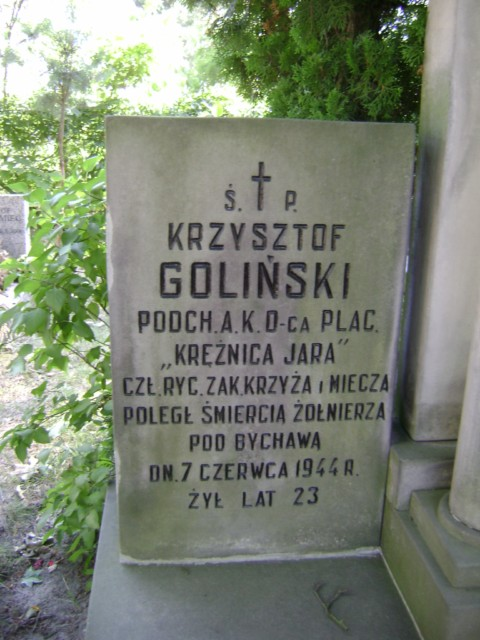 Ś. P.
KRZYSZTOF
GOLIŃSKI
PODCH. A.K. D-CA PLAC.
„KRĘŻNICA JARA"
CZŁ. RYC. ZAK. KRZYŻA i MIECZA
POLEGŁ ŚMIERCIĄ ŻOŁNIERZA
POD BYCHAWĄ
DN. 7 CZERWCA 1944 R.
ŻYŁ LAT 23